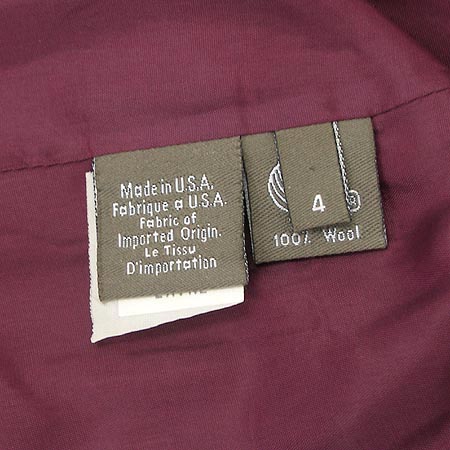 Made in U.S.A.
Fabrique a U.S.A.
Fabric of
Imported Origin.
Le Tissu
D'importation
4
®
100% Wool